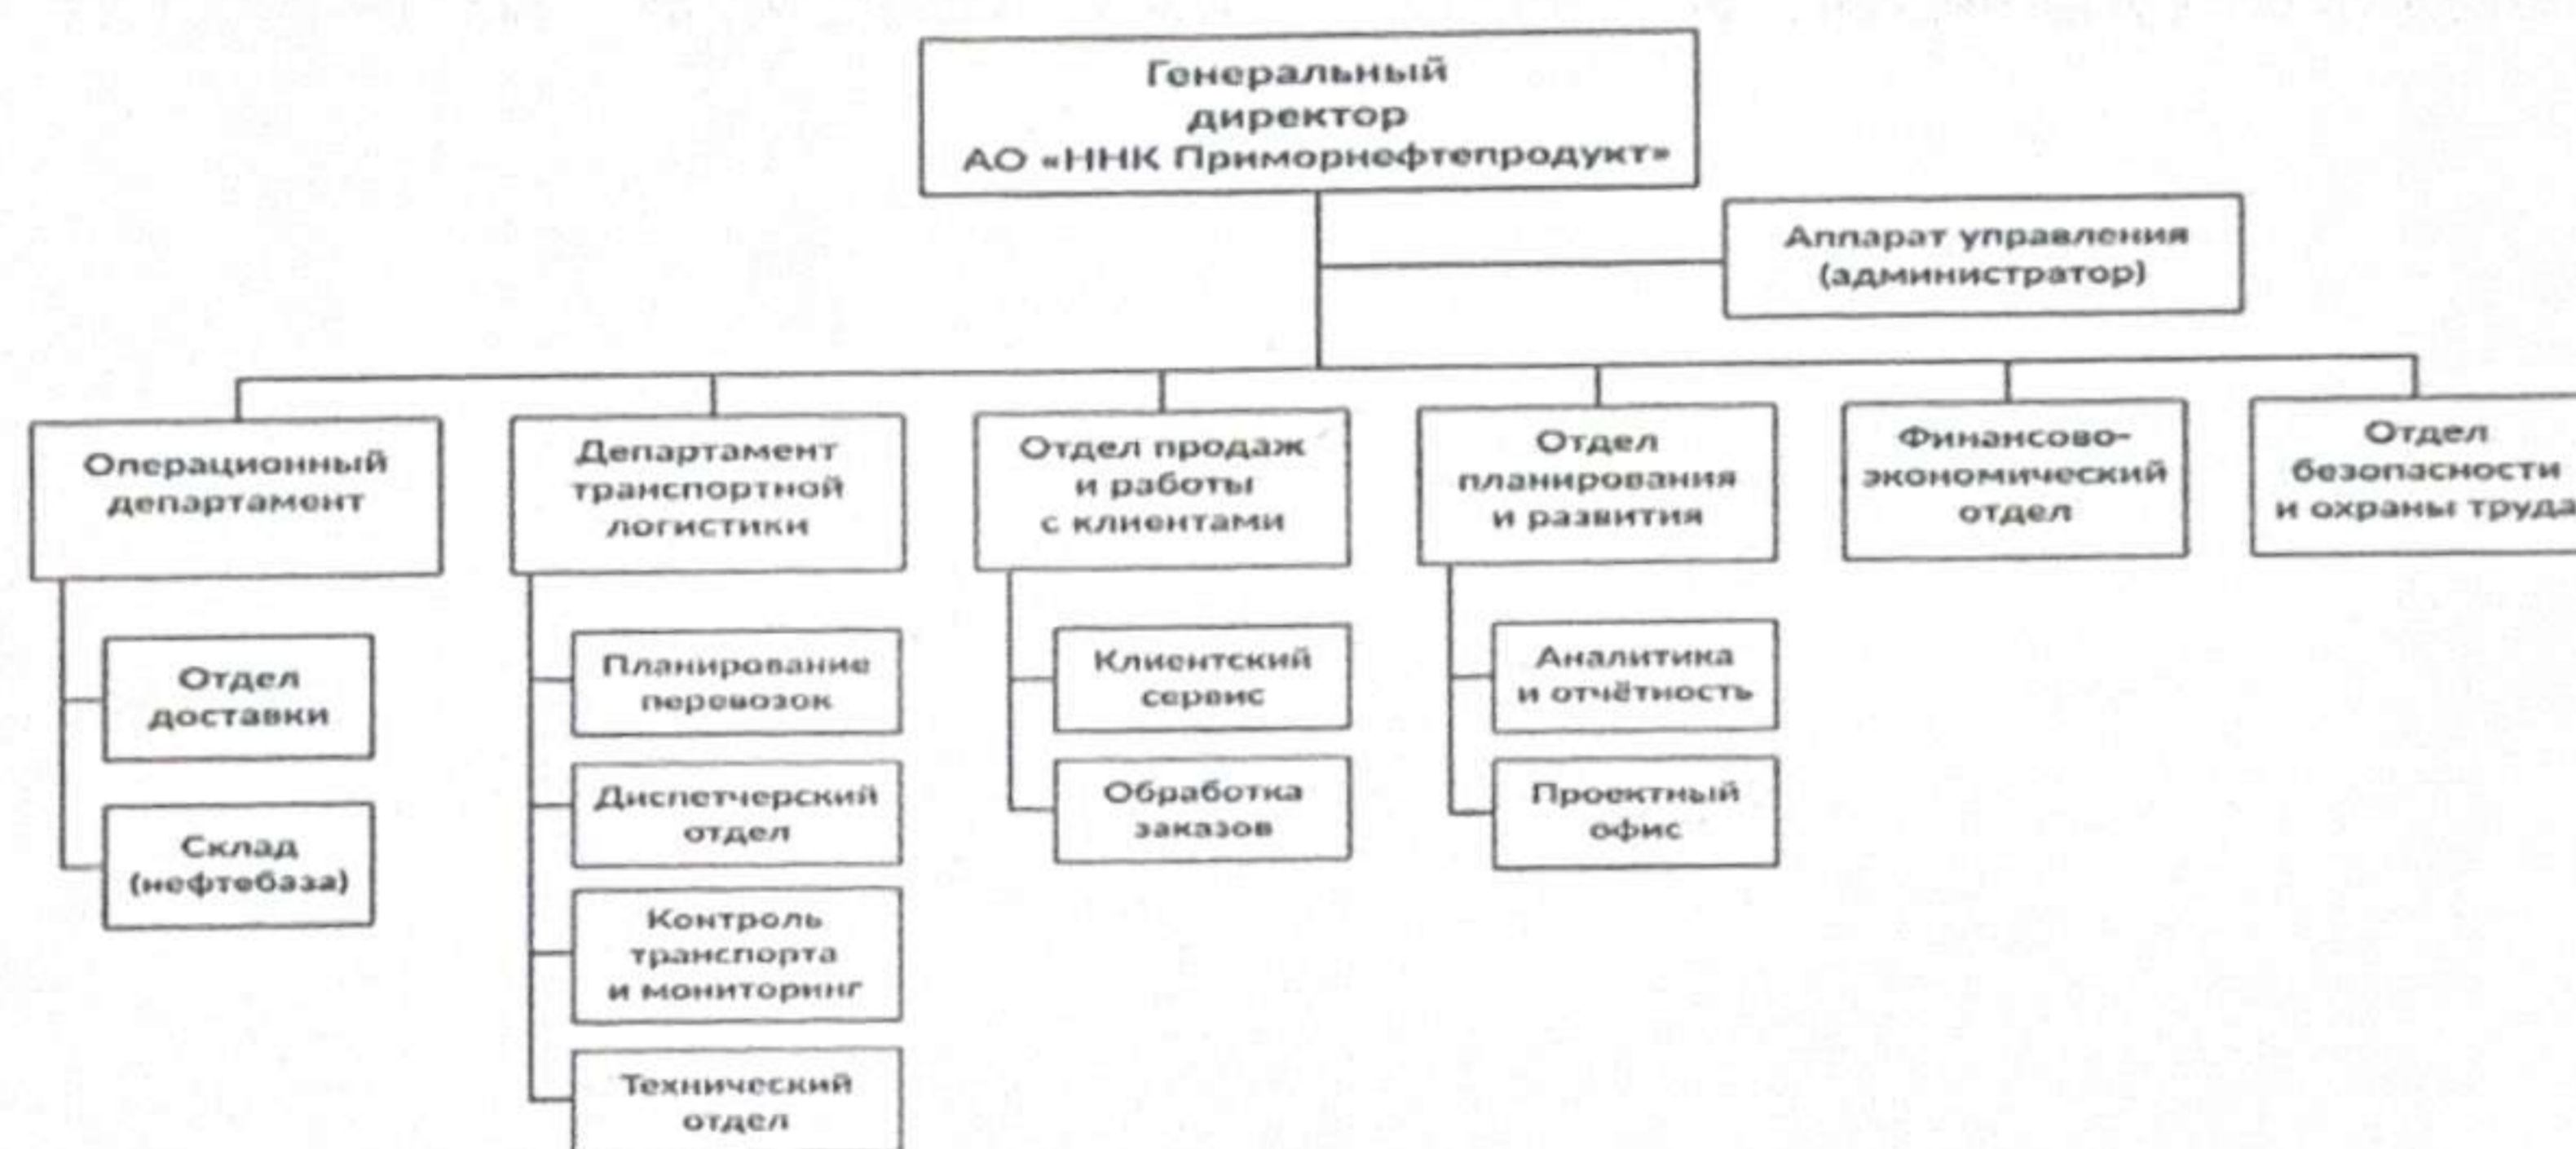 Генеральный
директор
АО «ННК Приморнефтепродукт»
Аппарат управления
(администратор)
Операционный
департамент
Департамент
транспортной
логистики
Отдел продаж
и работы
с клиентами
Отдел
планирования
и развития
Финансово-
экономический
отдел
Отдел
безопасности
и охраны труда
Отдел
доставки
Склад
(нефтебаза)
Планирование
перевозок
Диспетчерский
отдел
Контроль
транспорта
и мониторинг
Технический
отдел
Клиентский
сервис
Обработка
заказов
Аналитика
и отчётность
Проектный
офис